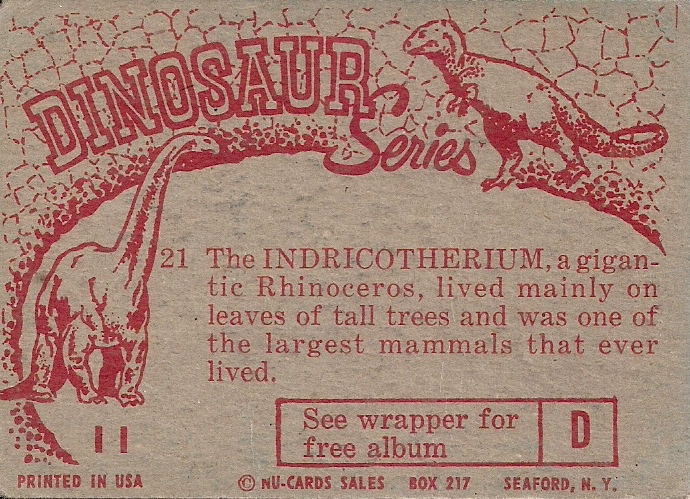 DINOSAUR
Series
21 The INDRICOTHERIUM, a gigan-
tic Rhinoceros, lived mainly on
leaves of tall trees and was one of
the largest mammals that ever
lived.
See wrapper for
free album
D
11
PRINTED IN USA
© NU-CARDS SALES BOX 217 SEAFORD, N.Y.